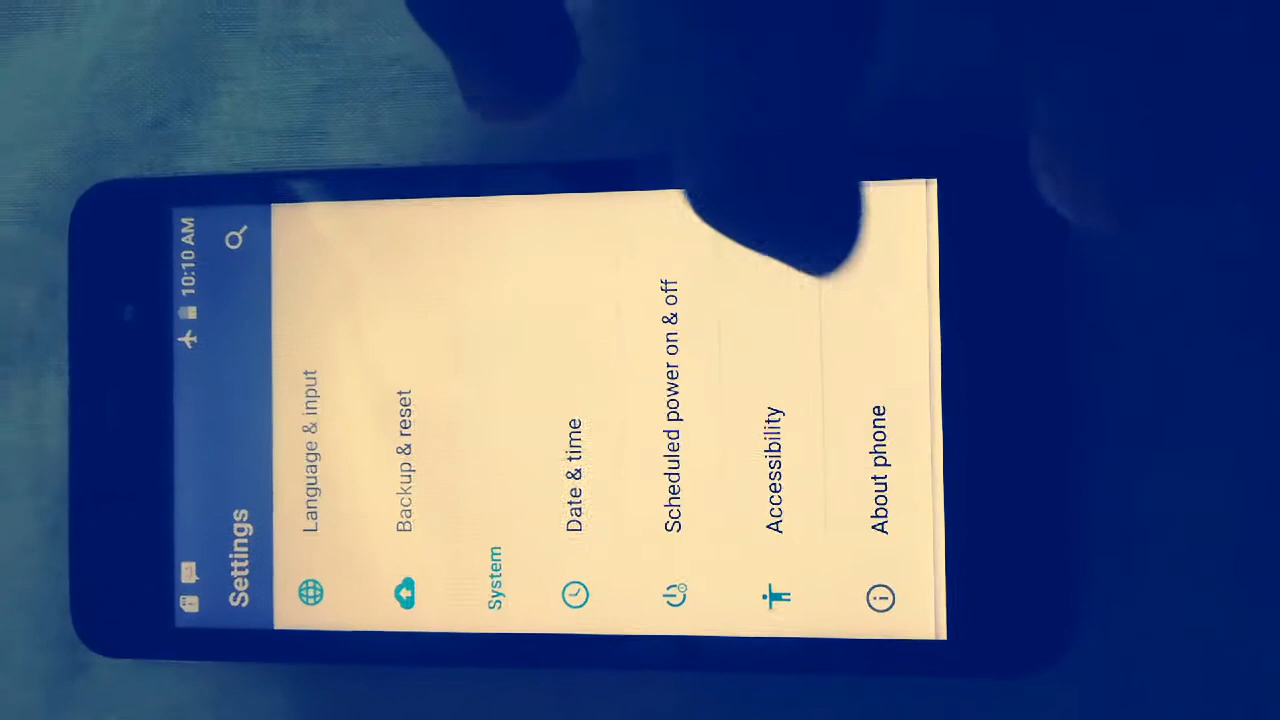 10:10 AM
Settings
Language & input
Backup & reset
System
Date & time
Scheduled power on & off
Accessibility
About phone